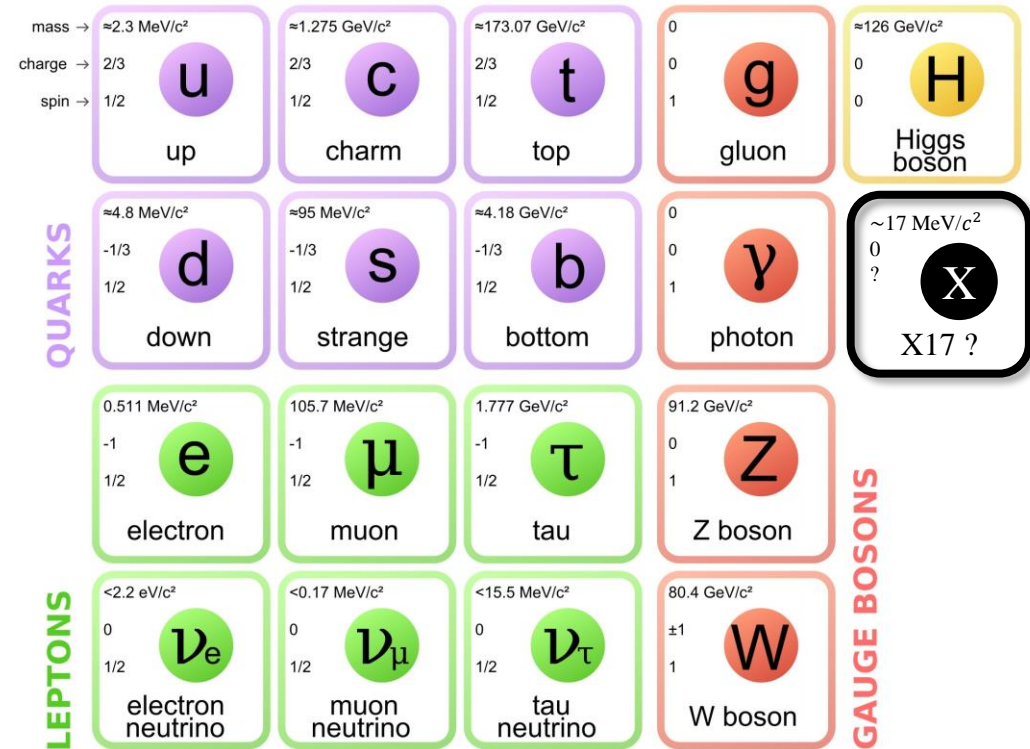 mass → ≈2.3 MeV/c² ≈1.275 GeV/c² ≈173.07 GeV/c² 0 ≈126 GeV/c²
charge → 2/3 2/3 2/3 0 0
spin → 1/2 1/2 1/2 1 0
u c t g H
up charm top gluon Higgs
boson
≈4.8 MeV/c² ≈95 MeV/c² ≈4.18 GeV/c² 0 ~17 MeV/c²
-1/3 -1/3 -1/3 0 0
1/2 1/2 1/2 1 ?
d s b γ X
down strange bottom photon X17 ?
QUARKS
0.511 MeV/c² 105.7 MeV/c² 1.777 GeV/c² 91.2 GeV/c²
-1 -1 -1 0
1/2 1/2 1/2 1
e μ τ Z
electron muon tau Z boson
<2.2 eV/c² <0.17 MeV/c² <15.5 MeV/c² 80.4 GeV/c²
0 0 0 ±1
1/2 1/2 1/2 1
νe νμ ντ W
electron muon tau W boson
neutrino neutrino neutrino
LEPTONS
GAUGE BOSONS